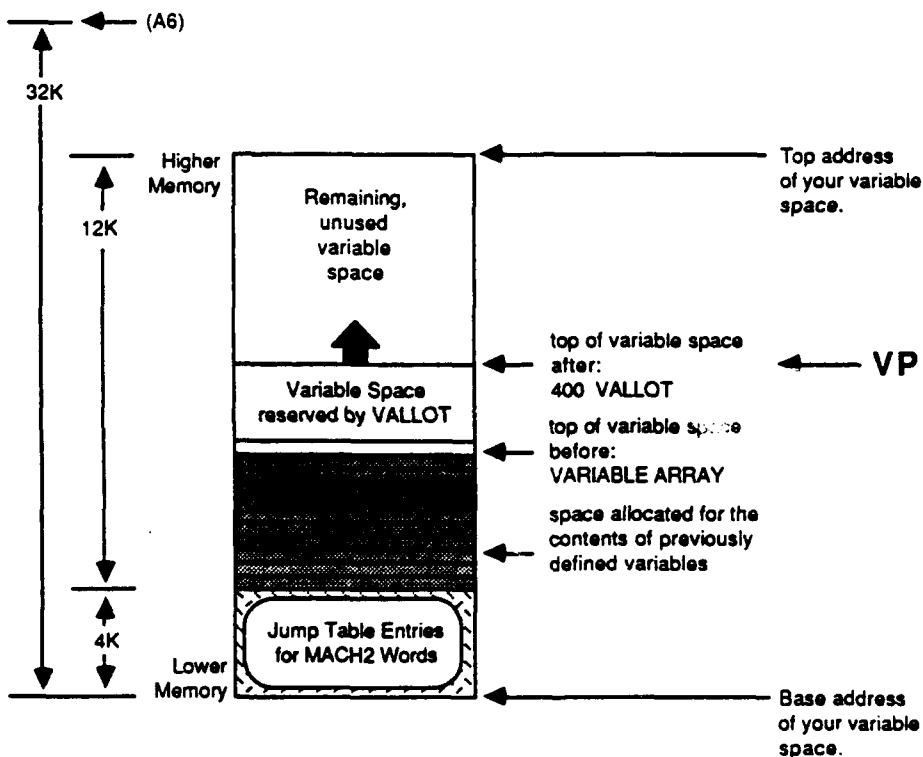 (A6)
32K
12K
4K
Higher
Memory
Lower
Memory
Remaining,
unused
variable
space
Variable Space
reserved by VALLOT
Jump Table Entries
for MACH2 Words
Top address
of your variable
space.
top of variable space
after:
400 VALLOT
VP
top of variable space
before:
VARIABLE ARRAY
space allocated for the
contents of previously
defined variables
Base address
of your variable
space.